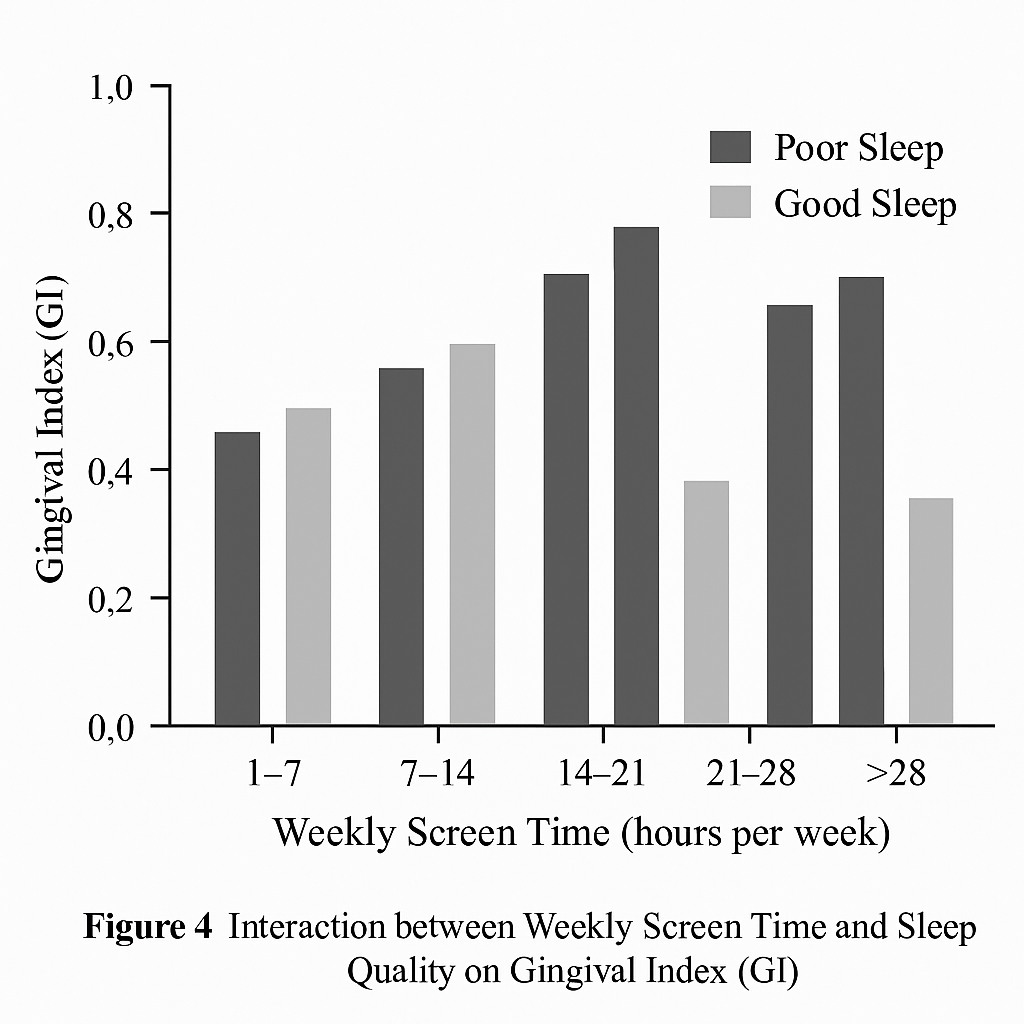 1,0
0,8
0,6
0,4
0,2
0,0
Gingival Index (GI)
Poor Sleep
Good Sleep
1–7
7–14
14–21
21–28
>28
Weekly Screen Time (hours per week)
Figure 4 Interaction between Weekly Screen Time and Sleep
Quality on Gingival Index (GI)